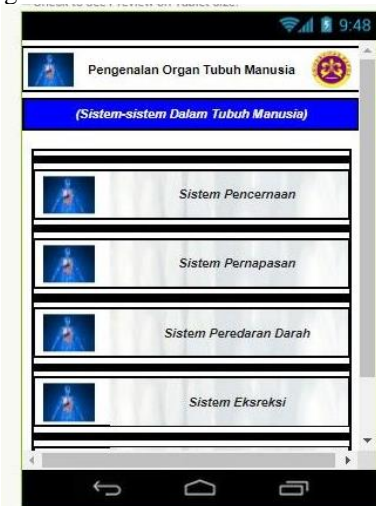 9:48
Pengenalan Organ Tubuh Manusia
(Sistem-sistem Dalam Tubuh Manusia)
Sistem Pencernaan
Sistem Pernapasan
Sistem Peredaran Darah
Sistem Eksreksi